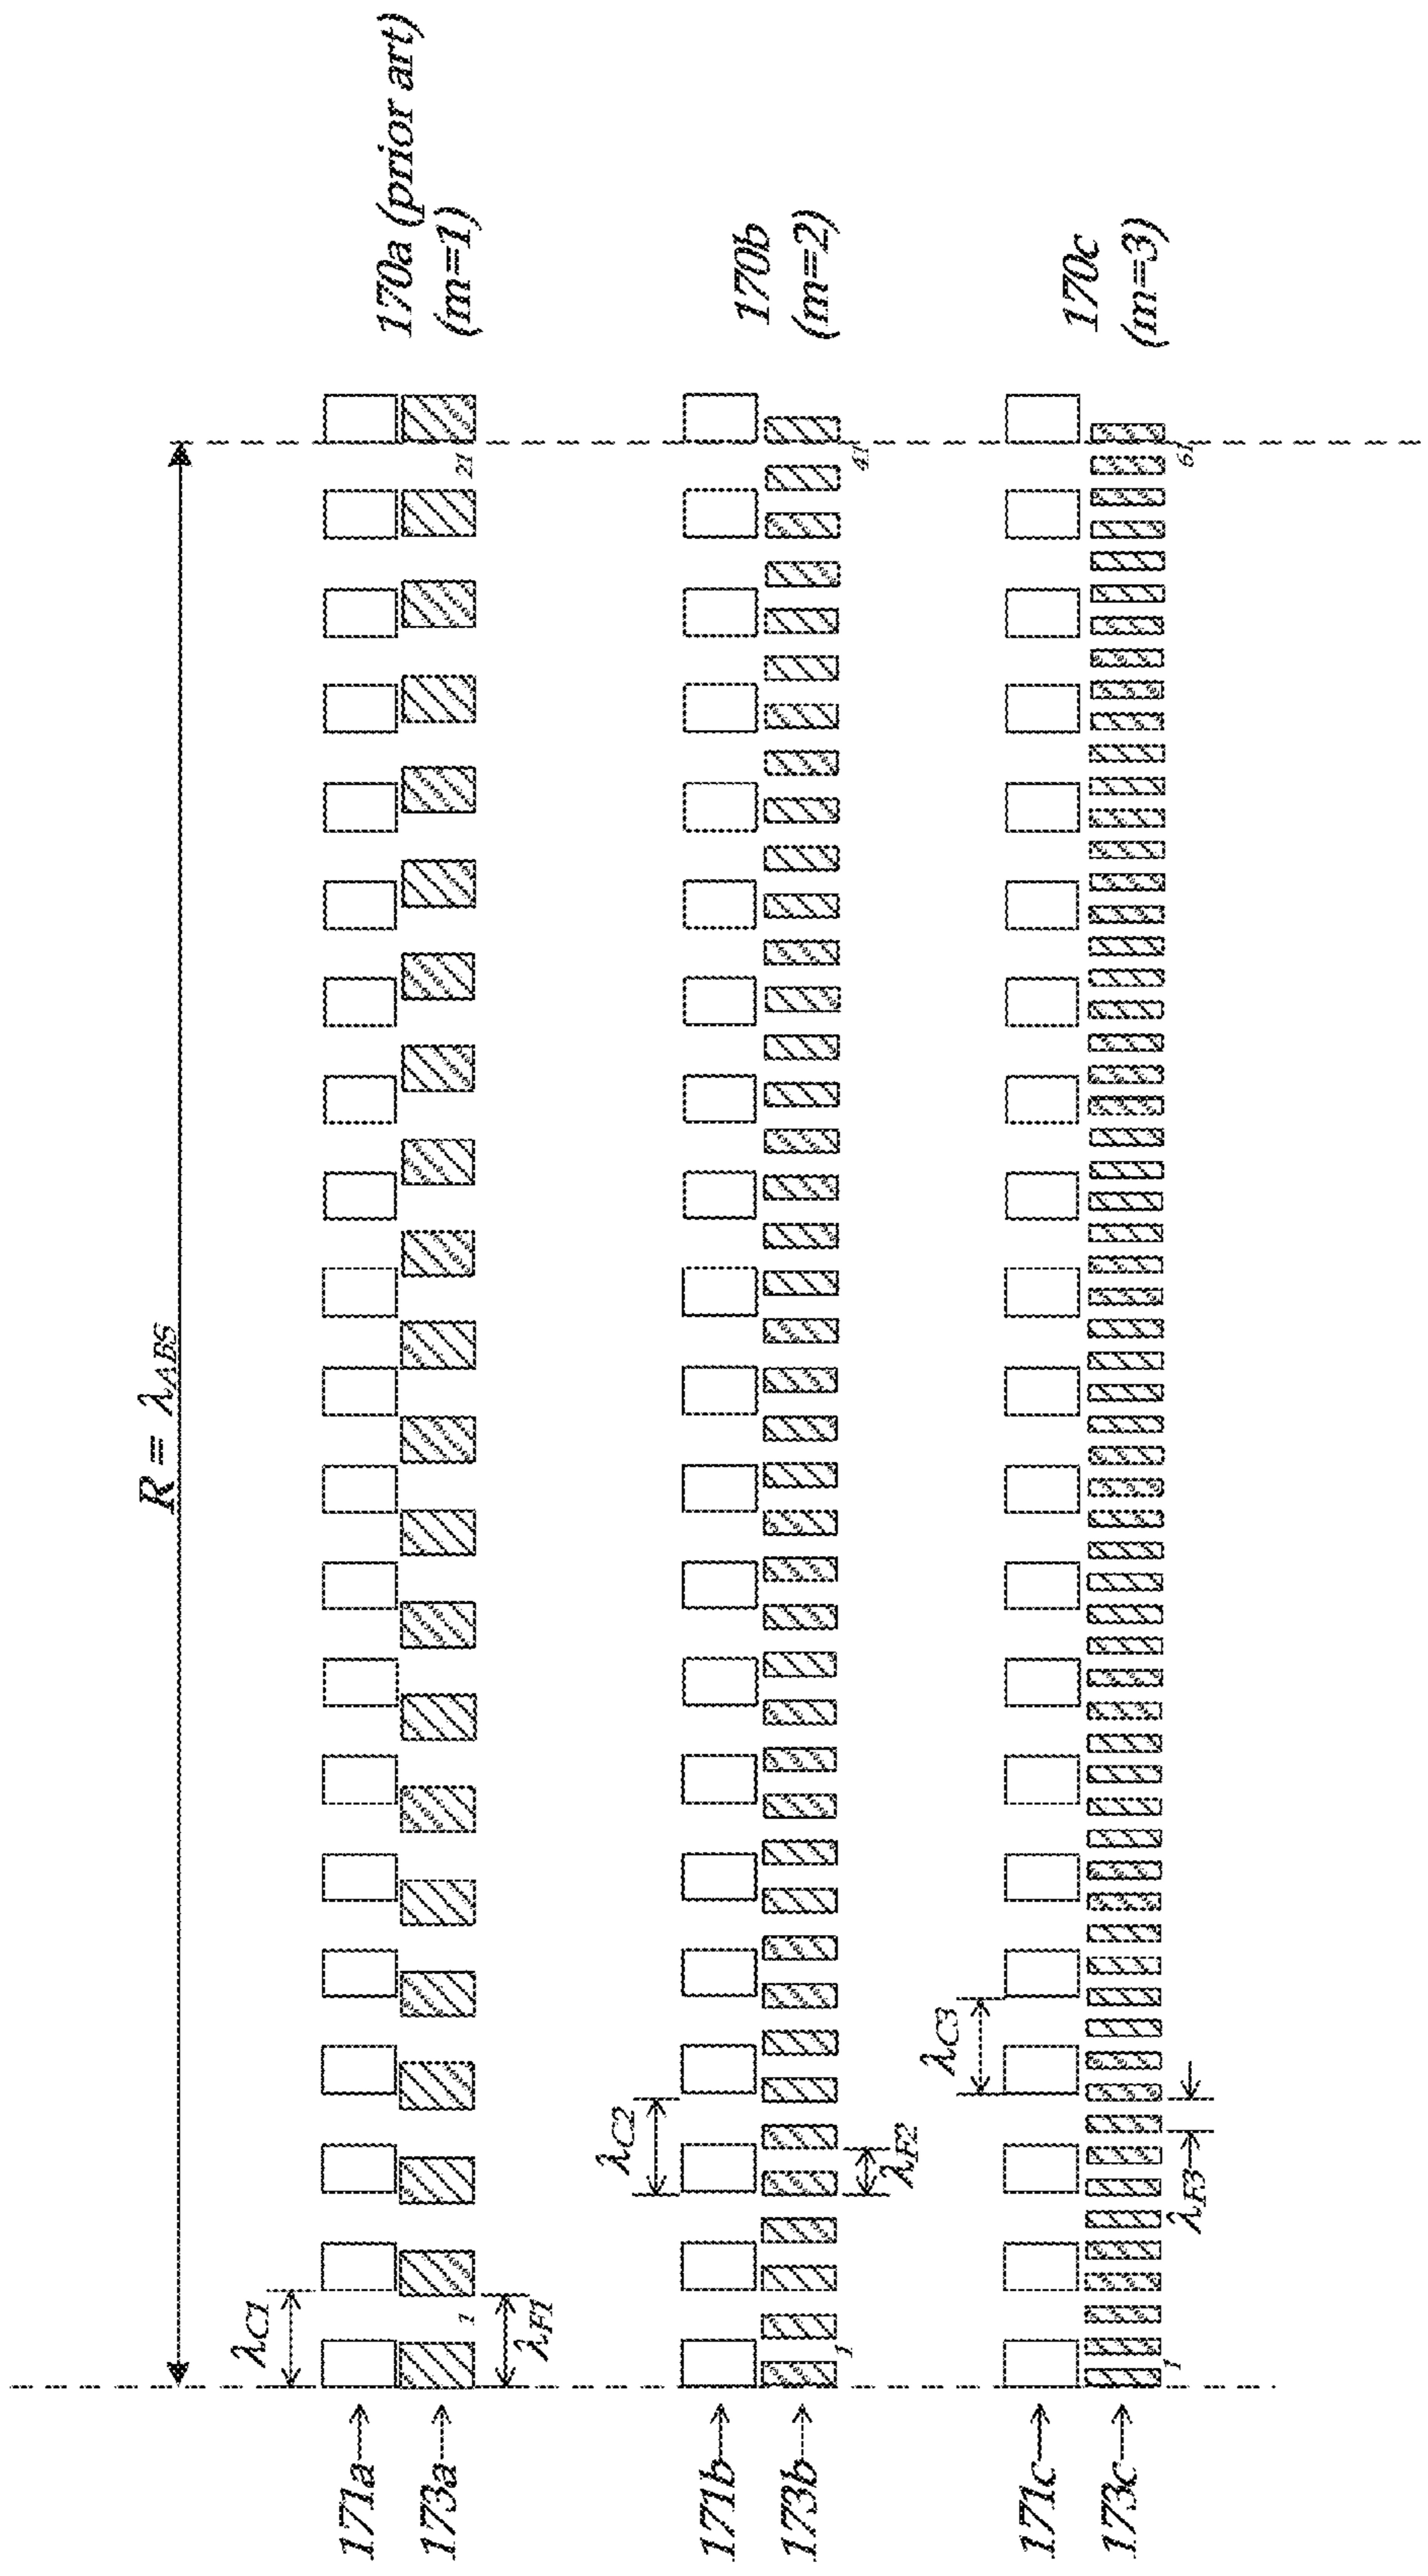 R = λABS
170a (prior art)
(m=1)
λC1
171a
173a
1
21
λF1
170b
(m=2)
λC2
171b
173b
1
41
λF2
170c
(m=3)
λC3
171c
173c
1
61
λF3